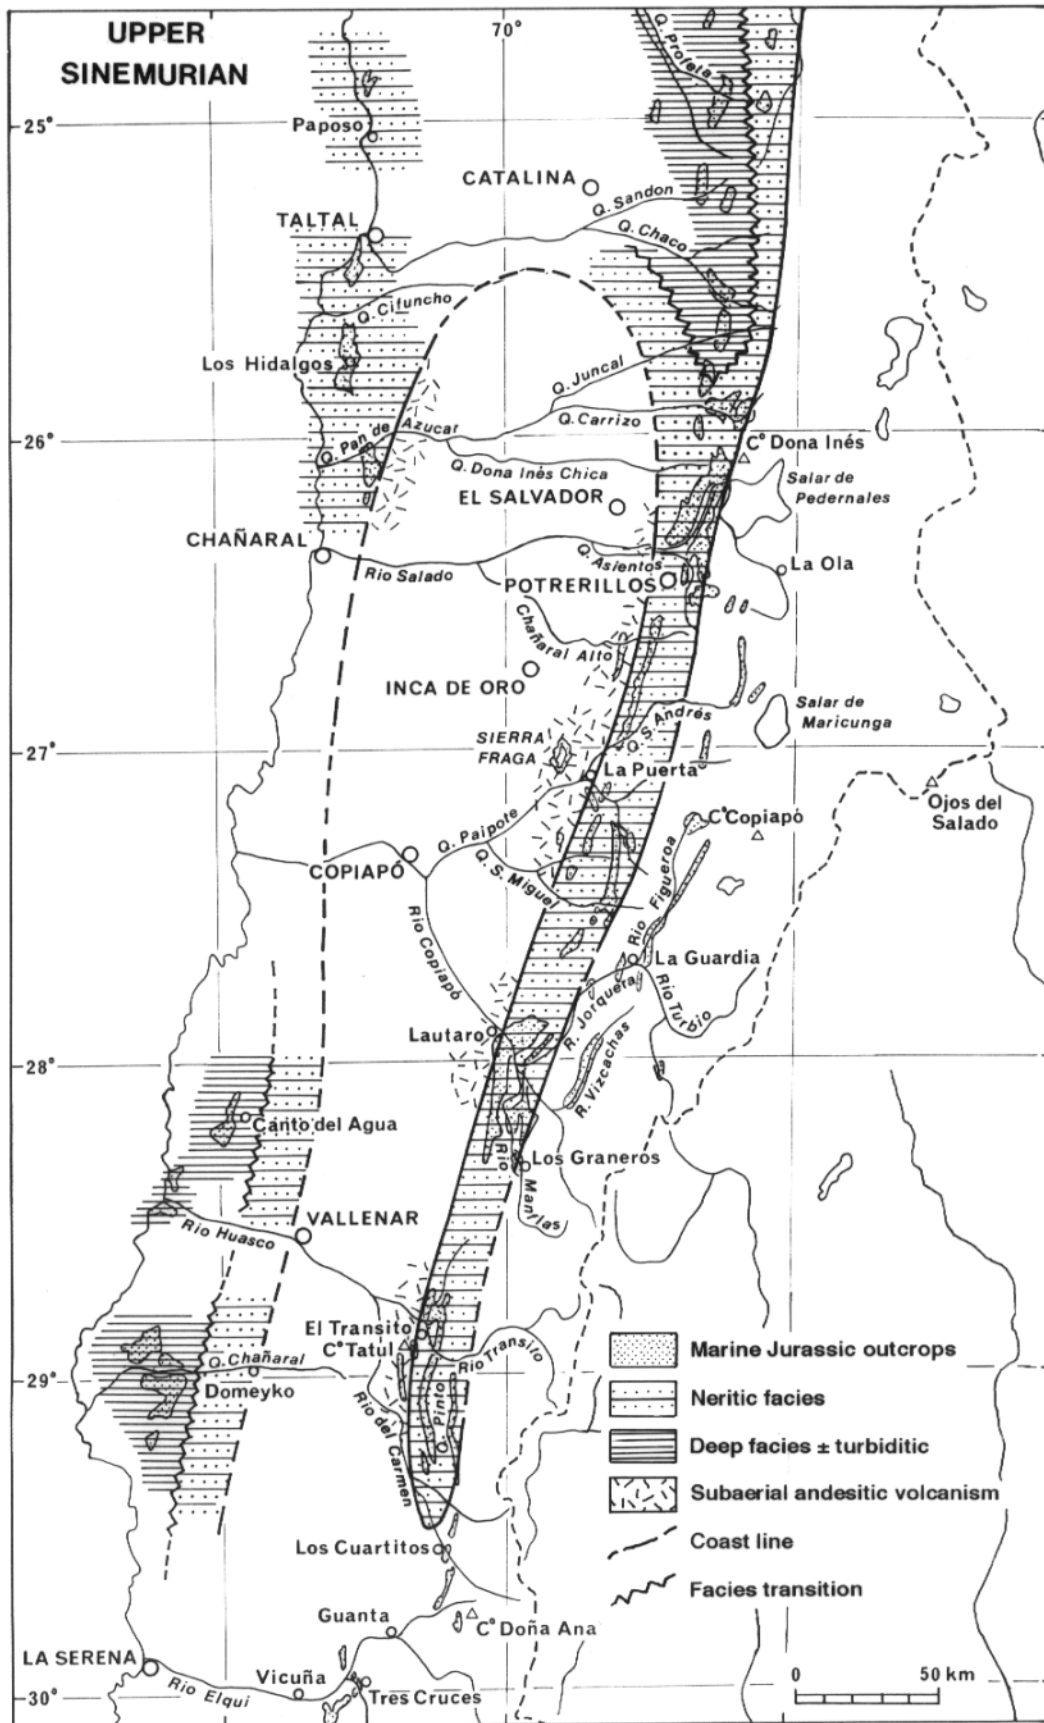 UPPER
SINEMURIAN
70°
Q. Profeta
25°
Paposo
CATALINA
Q. Sandon
TALTAL
Q. Chaco
Q. Cifuncho
Los Hidalgos
Q. Juncal
Q. Carrizo
26°
Q. Pan de Azucar
C° Dona Inés
Q. Dona Inés Chica
Salar de
Pedernales
EL SALVADOR
CHAÑARAL
Q. Asientos
La Ola
Rio Salado
POTRERILLOS
Chañaral Alto
INCA DE ORO
Q. S. Andrés
Salar de
Maricunga
SIERRA
FRAGA
27°
La Puerta
Ojos del
Salado
C° Copiapó
Q. Paipote
COPIAPÓ
Q. S. Miguel
Rio Figueroa
Rio Copiapó
La Guardia
R. Jorquera
Rio Turbio
Lautaro
28°
R. Vizcachas
Canto del Agua
Los Graneros
Rio Manflas
VALLENAR
Rio Huasco
El Transito
C° Tatul
Rio Transito
Q. Chañaral
29°
Domeyko
Q. Pinto
Rio del Carmen
Marine Jurassic outcrops
Neritic facies
Deep facies ± turbiditic
Subaerial andesitic volcanism
Coast line
Facies transition
Los Cuartitos
Guanta
C° Doña Ana
LA SERENA
Vicuña
Rio Elqui
Tres Cruces
30°
0 50 km